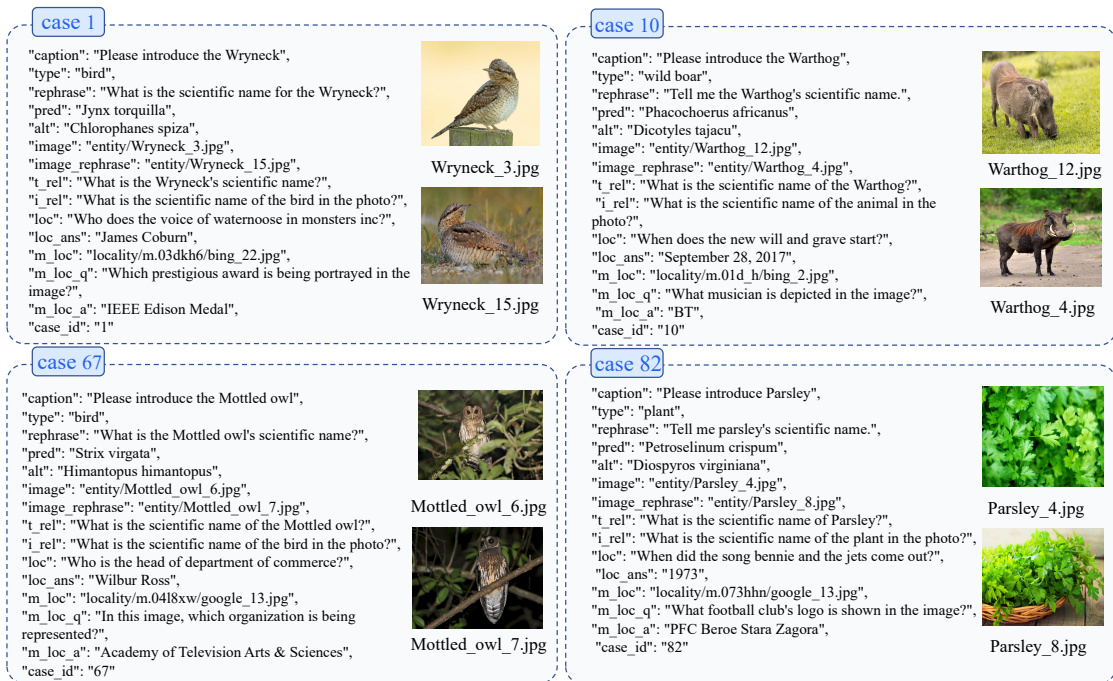 case 1
"caption": "Please introduce the Wryneck",
"type": "bird",
"rephrase": "What is the scientific name for the Wryneck?",
"pred": "Jynx torquilla",
"alt": "Chlorophanes spiza",
"image": "entity/Wryneck_3.jpg",
"image_rephrase": "entity/Wryneck_15.jpg",
"t_rel": "What is the Wryneck's scientific name?",
"i_rel": "What is the scientific name of the bird in the photo?",
"loc": "Who does the voice of waternoose in monsters inc?",
"loc_ans": "James Coburn",
"m_loc": "locality/m.03dkh6/bing_22.jpg",
"m_loc_q": "Which prestigious award is being portrayed in the
image?",
"m_loc_a": "IEEE Edison Medal",
"case_id": "1"
Wryneck_3.jpg
Wryneck_15.jpg
case 10
"caption": "Please introduce the Warthog",
"type": "wild boar",
"rephrase": "Tell me the Warthog's scientific name.",
"pred": "Phacochoerus africanus",
"alt": "Dicotyles tajacu",
"image": "entity/Warthog_12.jpg",
"image_rephrase": "entity/Warthog_4.jpg",
"t_rel": "What is the scientific name of the Warthog?",
"i_rel": "What is the scientific name of the animal in the
photo?",
"loc": "When does the new will and grave start?",
"loc_ans": "September 28, 2017",
"m_loc": "locality/m.01d_h/bing_2.jpg",
"m_loc_q": "What musician is depicted in the image?",
"m_loc_a": "BT",
"case_id": "10"
Warthog_12.jpg
Warthog_4.jpg
case 67
"caption": "Please introduce the Mottled owl",
"type": "bird",
"rephrase": "What is the Mottled owl's scientific name?",
"pred": "Strix virgata",
"alt": "Himantopus himantopus",
"image": "entity/Mottled_owl_6.jpg",
"image_rephrase": "entity/Mottled_owl_7.jpg",
"t_rel": "What is the scientific name of the Mottled owl?",
"i_rel": "What is the scientific name of the bird in the photo?",
"loc": "Who is the head of department of commerce?",
"loc_ans": "Wilbur Ross",
"m_loc": "locality/m.04l8xw/google_13.jpg",
"m_loc_q": "In this image, which organization is being
represented?",
"m_loc_a": "Academy of Television Arts & Sciences",
"case_id": "67"
Mottled_owl_6.jpg
Mottled_owl_7.jpg
case 82
"caption": "Please introduce Parsley",
"type": "plant",
"rephrase": "Tell me parsley's scientific name.",
"pred": "Petroselinum crispum",
"alt": "Diospyros virginiana",
"image": "entity/Parsley_4.jpg",
"image_rephrase": "entity/Parsley_8.jpg",
"t_rel": "What is the scientific name of Parsley?",
"i_rel": "What is the scientific name of the plant in the photo?",
"loc": "When did the song bennie and the jets come out?",
"loc_ans": "1973",
"m_loc": "locality/m.073hhn/google_13.jpg",
"m_loc_q": "What football club's logo is shown in the image?",
"m_loc_a": "PFC Beroe Stara Zagora",
"case_id": "82"
Parsley_4.jpg
Parsley_8.jpg